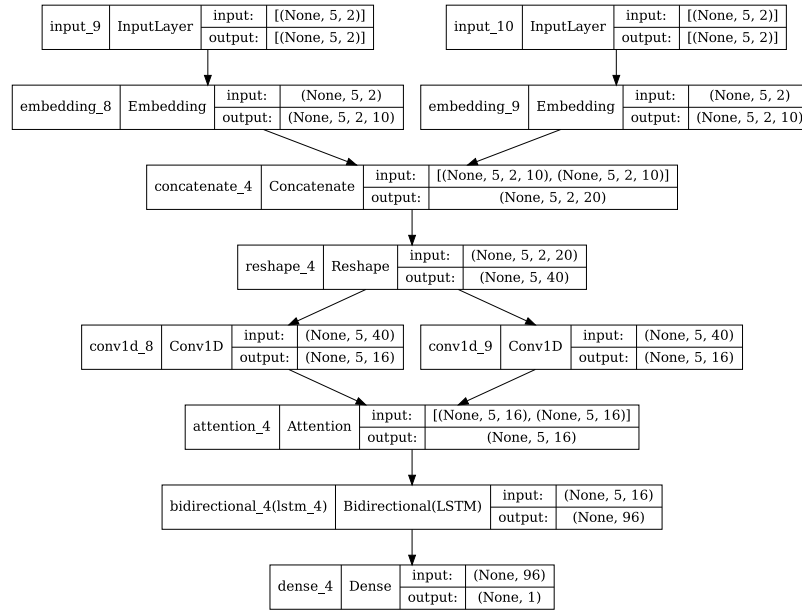 input_9 InputLayer input: [(None, 5, 2)] output: [(None, 5, 2)]
input_10 InputLayer input: [(None, 5, 2)] output: [(None, 5, 2)]
embedding_8 Embedding input: (None, 5, 2) output: (None, 5, 2, 10)
embedding_9 Embedding input: (None, 5, 2) output: (None, 5, 2, 10)
concatenate_4 Concatenate input: [(None, 5, 2, 10), (None, 5, 2, 10)] output: (None, 5, 2, 20)
reshape_4 Reshape input: (None, 5, 2, 20) output: (None, 5, 40)
conv1d_8 Conv1D input: (None, 5, 40) output: (None, 5, 16)
conv1d_9 Conv1D input: (None, 5, 40) output: (None, 5, 16)
attention_4 Attention input: [(None, 5, 16), (None, 5, 16)] output: (None, 5, 16)
bidirectional_4(lstm_4) Bidirectional(LSTM) input: (None, 5, 16) output: (None, 96)
dense_4 Dense input: (None, 96) output: (None, 1)